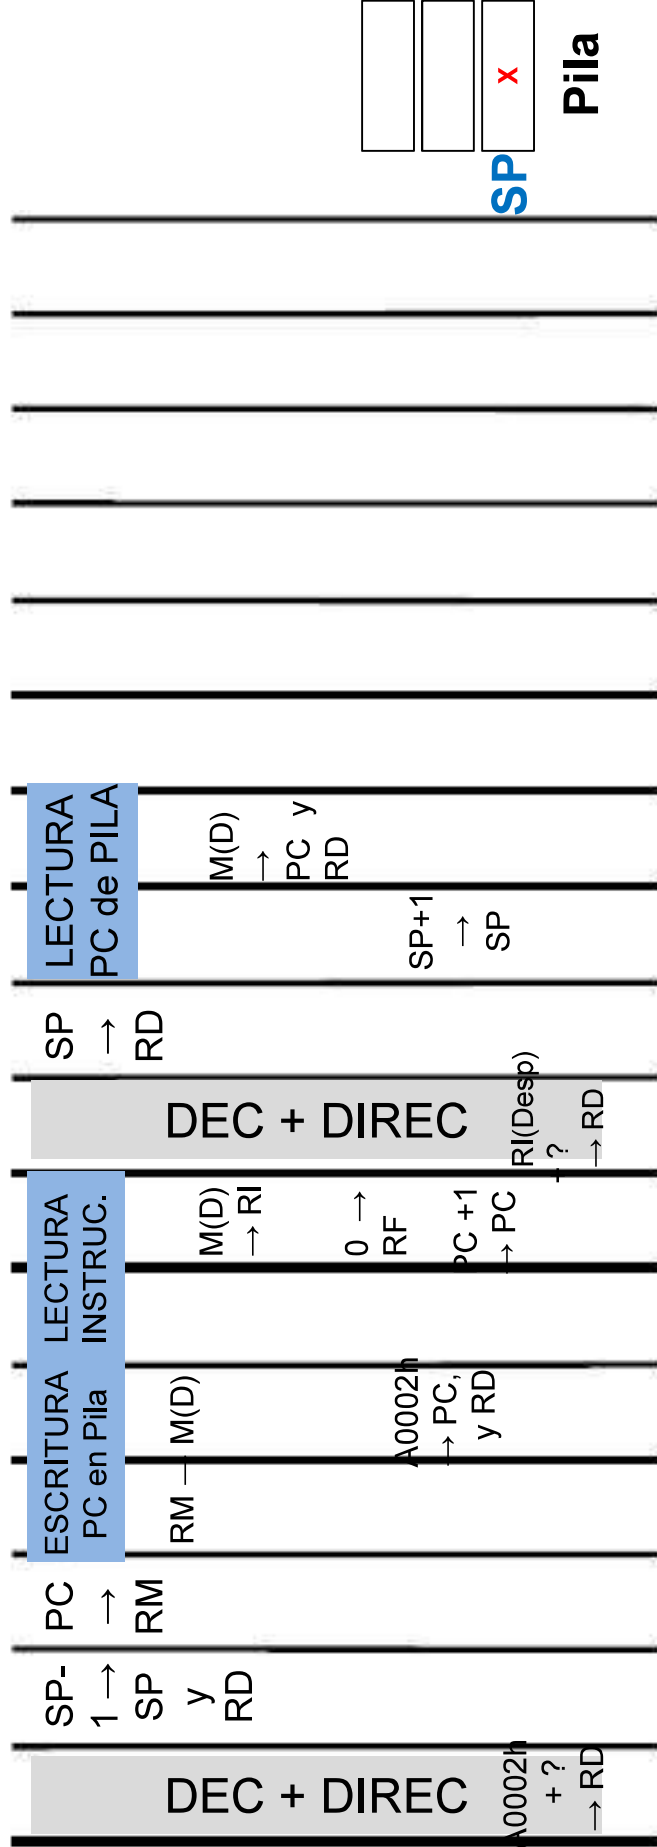 DEC + DIREC
A0002h
+ ?
→ RD
SP-
1 →
SP
y
RD
PC
→
RM
ESCRITURA
PC en Pila
RM → M(D)
A0002h
→ PC,
y RD
LECTURA
INSTRUC.
M(D)
→ RI
0 →
RF
PC +1
→ PC
DEC + DIREC
RI(Desp)
+ ?
→ RD
SP
→
RD
LECTURA
PC de PILA
SP+1
→
SP
M(D)
→
PC y
RD
SP
x
Pila